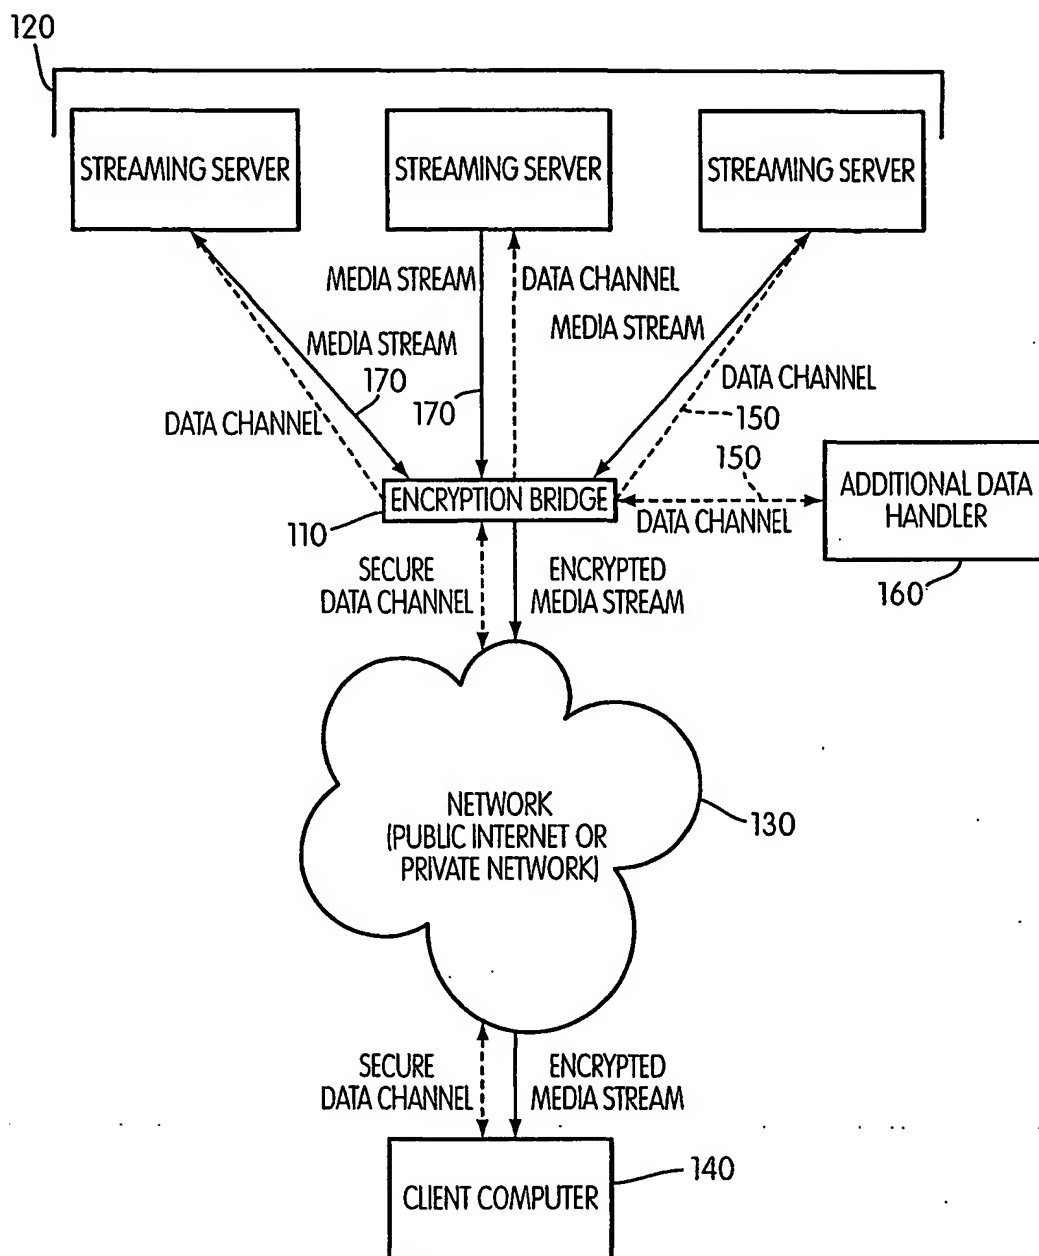 120
STREAMING SERVER
STREAMING SERVER
STREAMING SERVER
MEDIA STREAM
DATA CHANNEL
MEDIA STREAM
MEDIA STREAM
170
170
DATA CHANNEL
DATA CHANNEL
150
150
ENCRYPTION BRIDGE
110
DATA CHANNEL
ADDITIONAL DATA
HANDLER
160
SECURE
DATA CHANNEL
ENCRYPTED
MEDIA STREAM
NETWORK
(PUBLIC INTERNET OR
PRIVATE NETWORK)
130
SECURE
DATA CHANNEL
ENCRYPTED
MEDIA STREAM
CLIENT COMPUTER
140